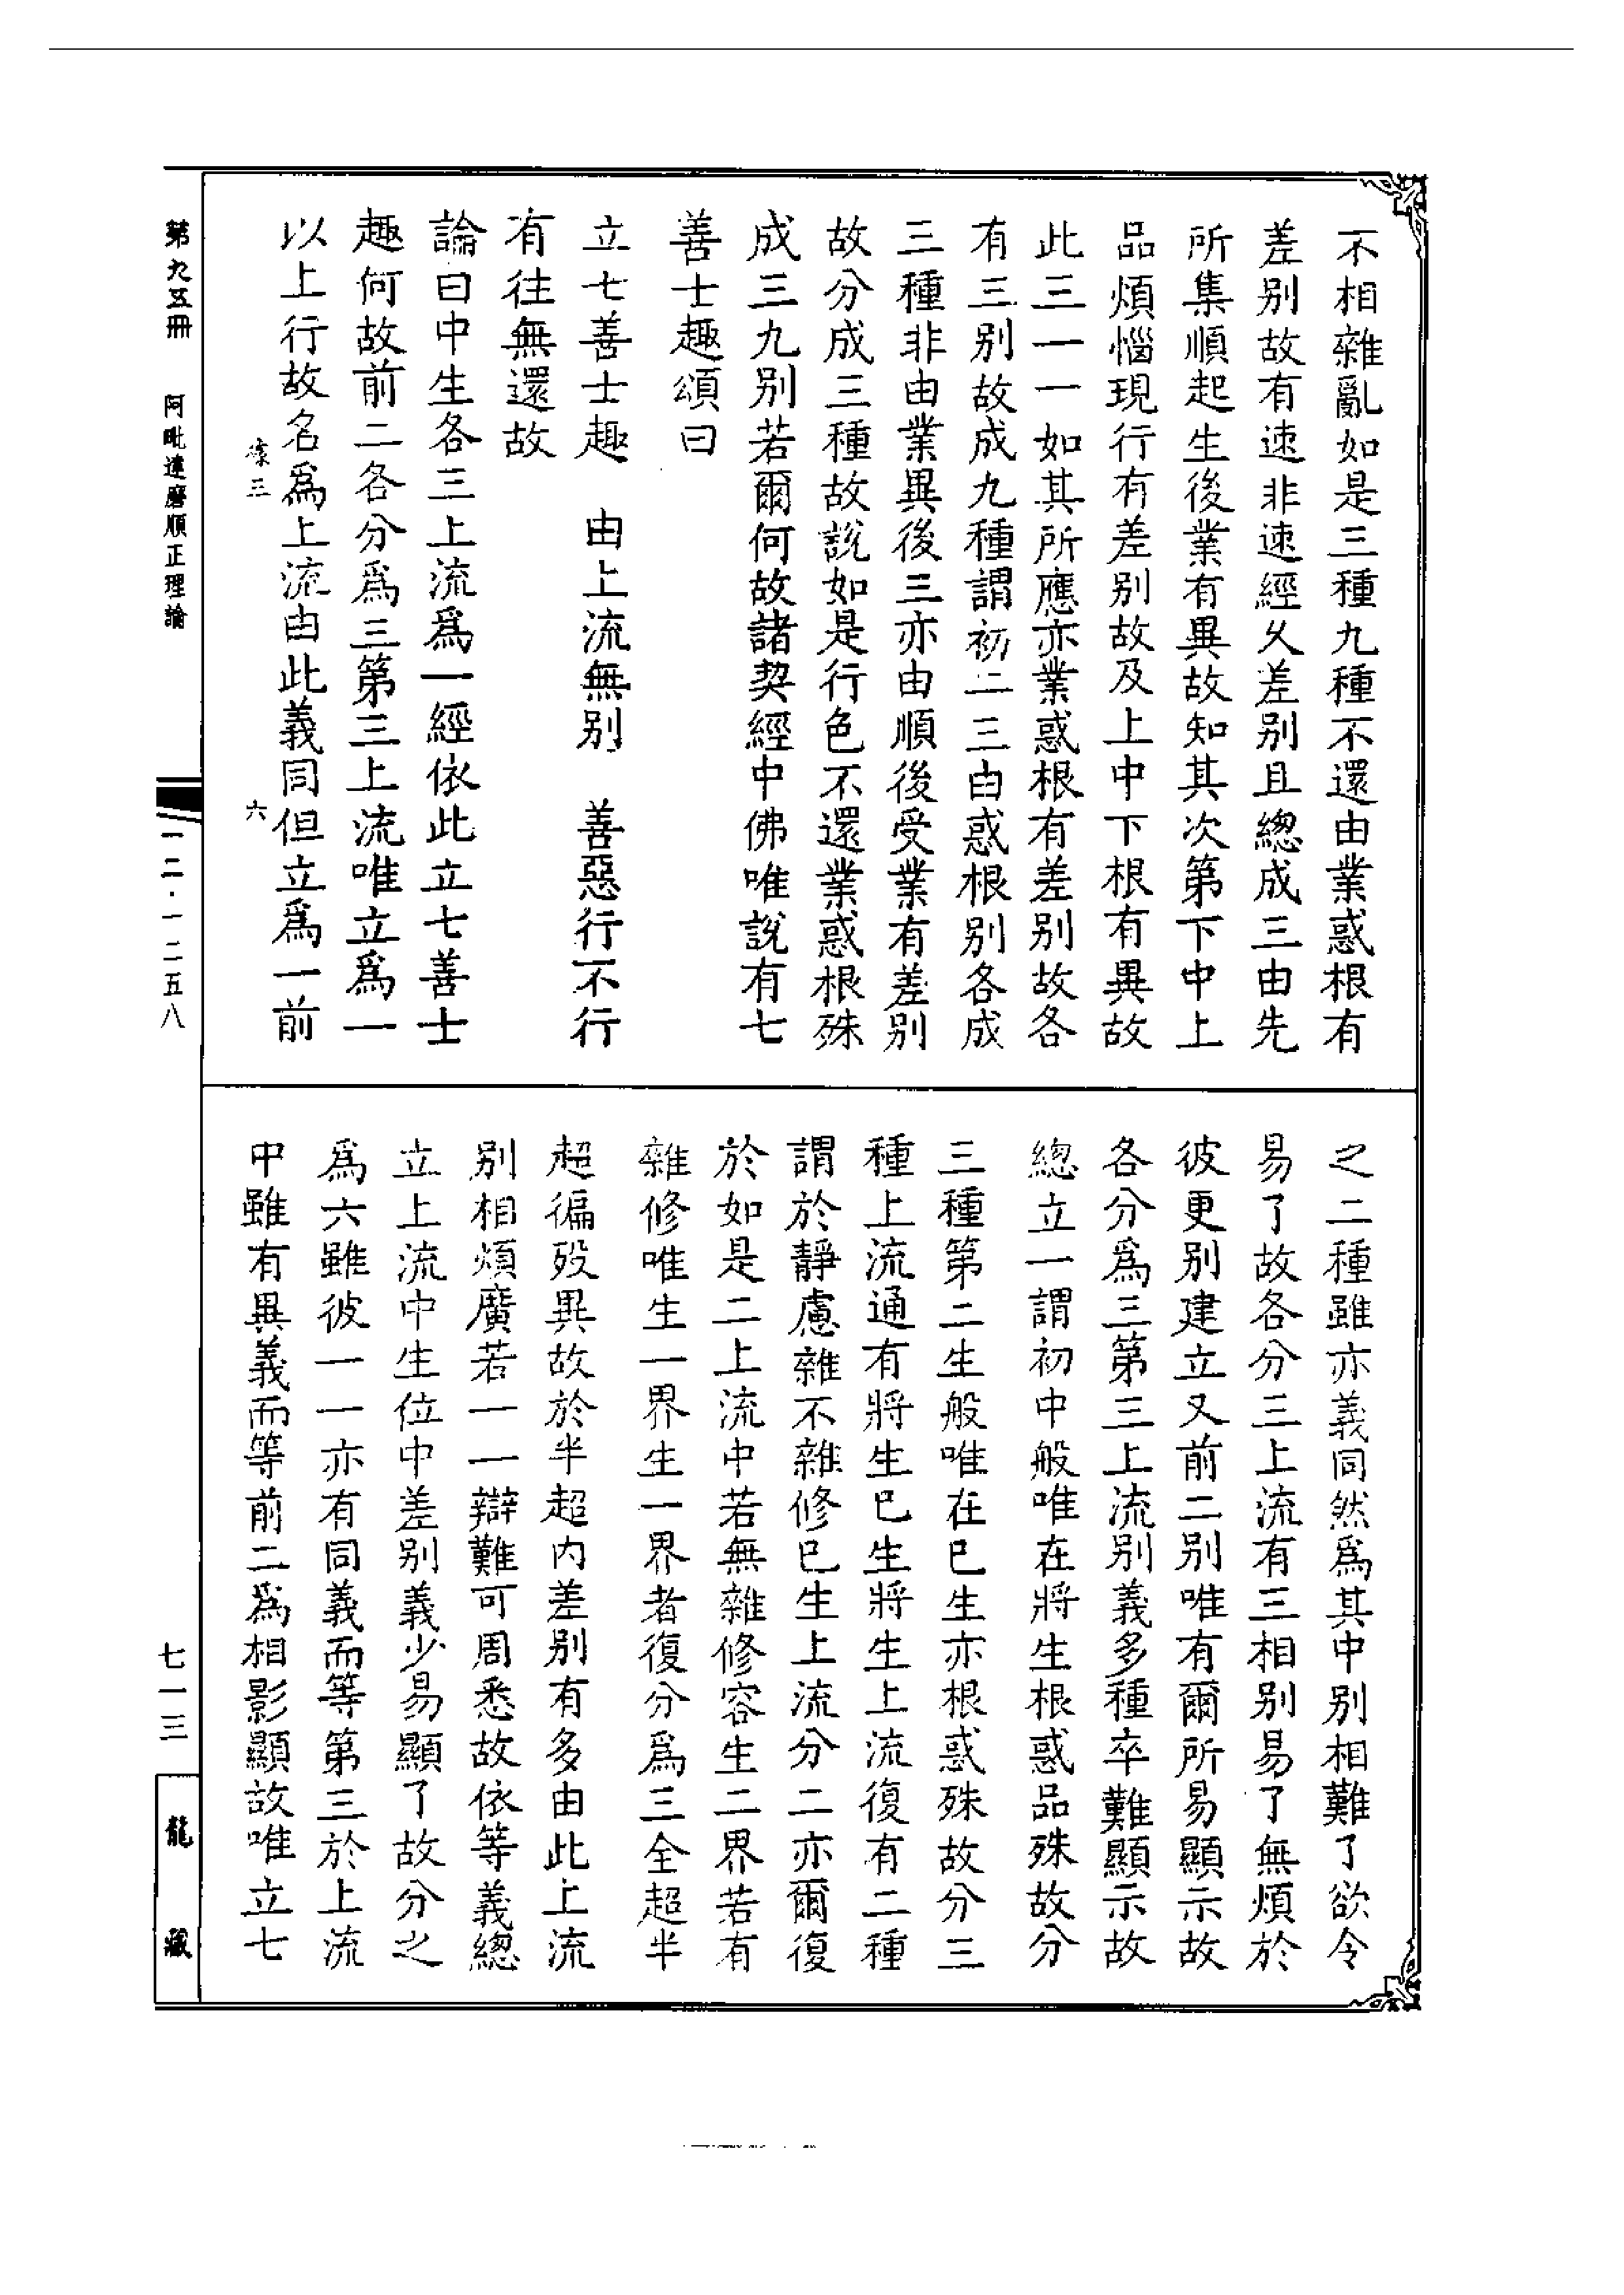 不相雜亂如是三種九種不還由業惑根有
差別故有速非速經久差別且總成三由先
所集順起生後業有異故知其次第下中上
品煩惱現行有差別故及上中下根有異故
此三一一如其所應亦業惑根有差別故各
有三別故成九種謂初二三由惑根別各成
三種非由業異後三亦由順後受業有差別
故分成三種故說如是行色不還業惑根殊
成三九別若爾何故諸契經中佛唯說有七
善士趣頌曰
立七善士趣　由上流無別　善惡行不行
有往無還故
論曰中生各三上流爲一經依此立七善士
趣何故前二各分爲三第三上流唯立爲一
以上行故名爲上流由此義同但立爲一前
之二種雖亦義同然爲其中別相難了欲令
易了故各分三上流有三相別易了無煩於
彼更別建立又前二別唯有爾所易顯示故
各分爲三第三上流別義多種卒難顯示故
總立一謂初中般唯在將生根惑品殊故分
三種第二生般唯在已生亦根惑殊故分三
種上流通有將生已生將生上流復有二種
謂於靜慮雜不雜修已生上流分二亦爾復
於如是二上流中若無雜修容生二界若有
雜修唯生一界生一界者復分爲三全超半
超徧殁異故於半超內差別有多由此上流
別相煩廣若一一辯難可周悉故依等義總
立上流中生位中差別義少易顯了故分之
爲六雖彼一一亦有同義而等第三於上流
中雖有異義而等前二爲相影顯故唯立七
第九五冊　阿毗達磨順正理論
一二·一二五八
七一三
龍藏
三
六